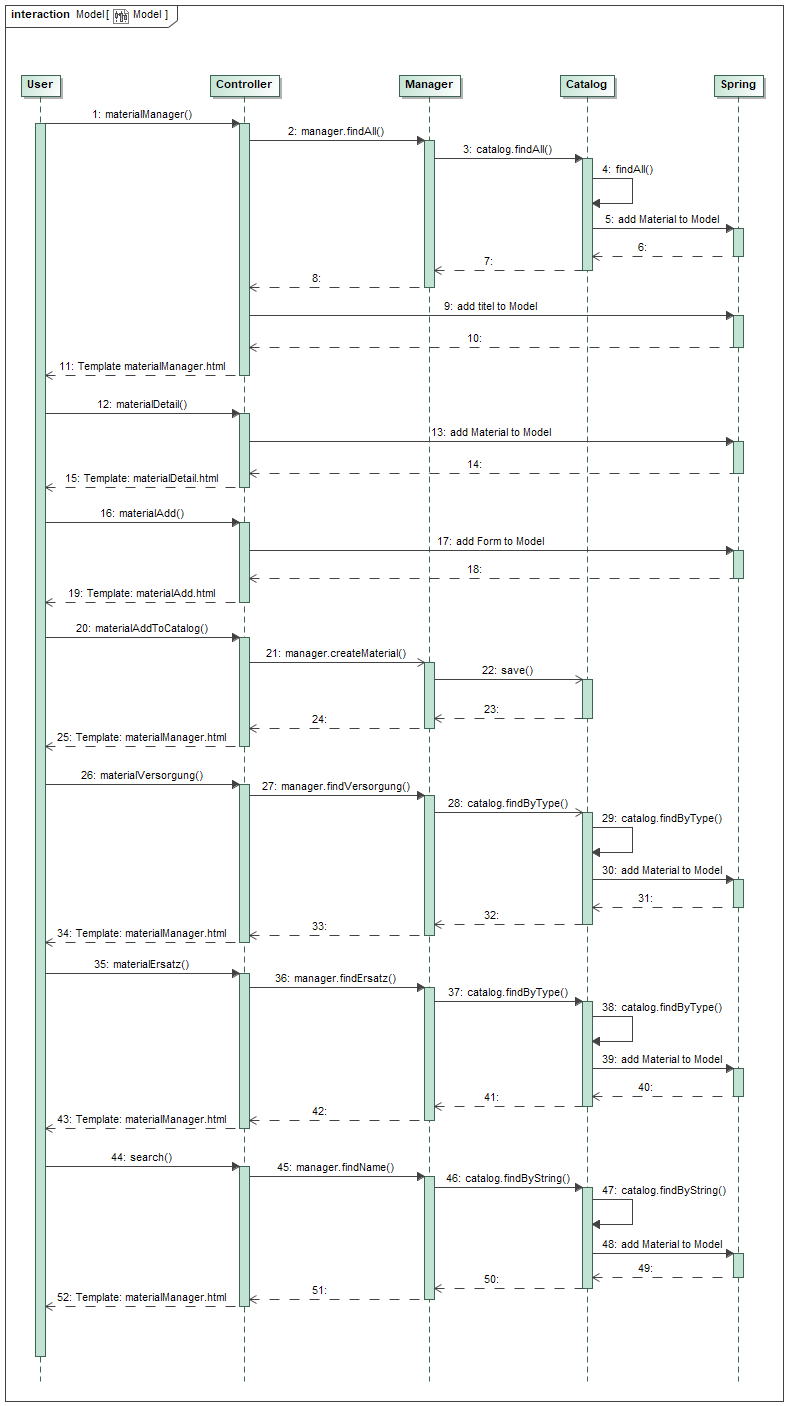 interaction Model[ Model ]
User Controller Manager Catalog Spring
1: materialManager()
2: manager.findAll()
3: catalog.findAll()
4: findAll()
5: add Material to Model
6:
7:
8:
9: add titel to Model
10:
11: Template materialManager.html
12: materialDetail()
13: add Material to Model
14:
15: Template: materialDetail.html
16: materialAdd()
17: add Form to Model
18:
19: Template: materialAdd.html
20: materialAddToCatalog()
21: manager.createMaterial()
22: save()
23:
24:
25: Template: materialManager.html
26: materialVersorgung()
27: manager.findVersorgung()
28: catalog.findByType()
29: catalog.findByType()
30: add Material to Model
31:
32:
33:
34: Template: materialManager.html
35: materialErsatz()
36: manager.findErsatz()
37: catalog.findByType()
38: catalog.findByType()
39: add Material to Model
40:
41:
42:
43: Template: materialManager.html
44: search()
45: manager.findName()
46: catalog.findByString()
47: catalog.findByString()
48: add Material to Model
49:
50:
51:
52: Template: materialManager.html